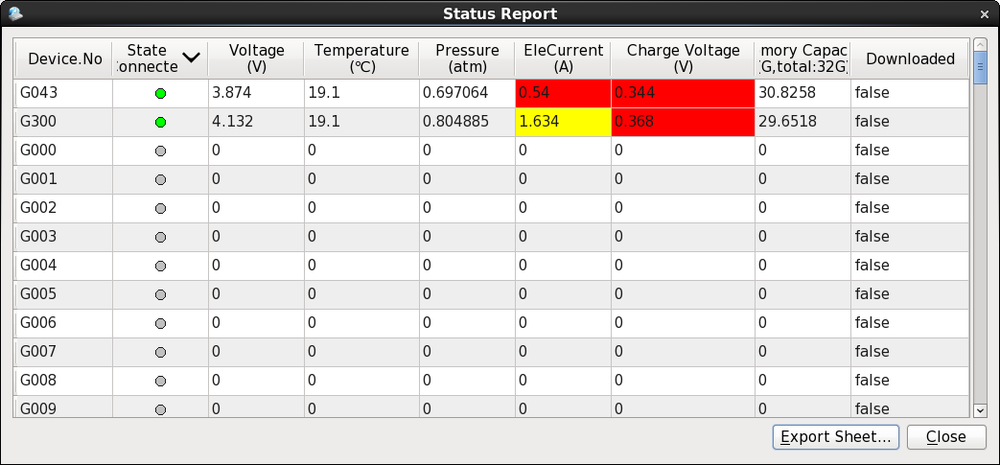 Status Report
Device.No State Connecte Voltage (V) Temperature (℃) Pressure (atm) EleCurrent (A) Charge Voltage (V) mory Capac (G,total:32G) Downloaded
G043 3.874 19.1 0.697064 0.54 0.344 30.8258 false
G300 4.132 19.1 0.804885 1.634 0.368 29.6518 false
G000 0 0 0 0 0 0 false
G001 0 0 0 0 0 0 false
G002 0 0 0 0 0 0 false
G003 0 0 0 0 0 0 false
G004 0 0 0 0 0 0 false
G005 0 0 0 0 0 0 false
G006 0 0 0 0 0 0 false
G007 0 0 0 0 0 0 false
G008 0 0 0 0 0 0 false
G009 0 0 0 0 0 0 false
Export Sheet... Close